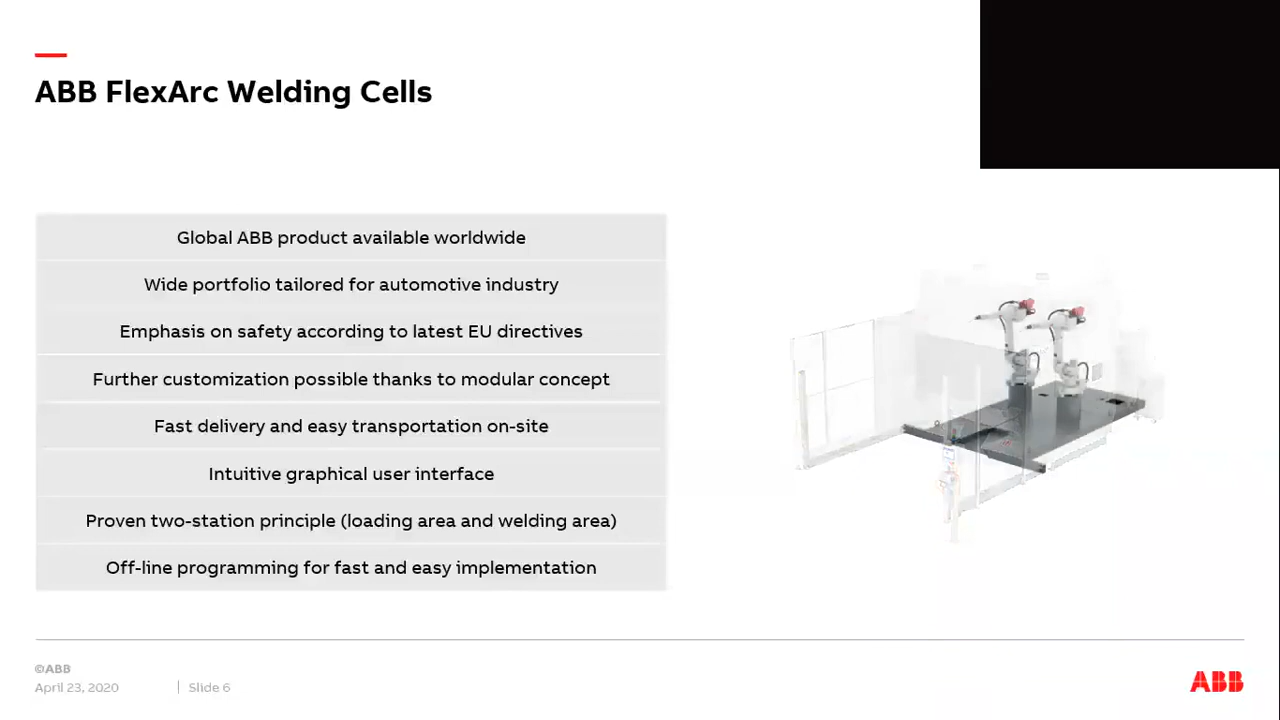 ABB FlexArc Welding Cells
Global ABB product available worldwide
Wide portfolio tailored for automotive industry
Emphasis on safety according to latest EU directives
Further customization possible thanks to modular concept
Fast delivery and easy transportation on-site
Intuitive graphical user interface
Proven two-station principle (loading area and welding area)
Off-line programming for fast and easy implementation
©ABB
April 23, 2020 | Slide 6
ABB